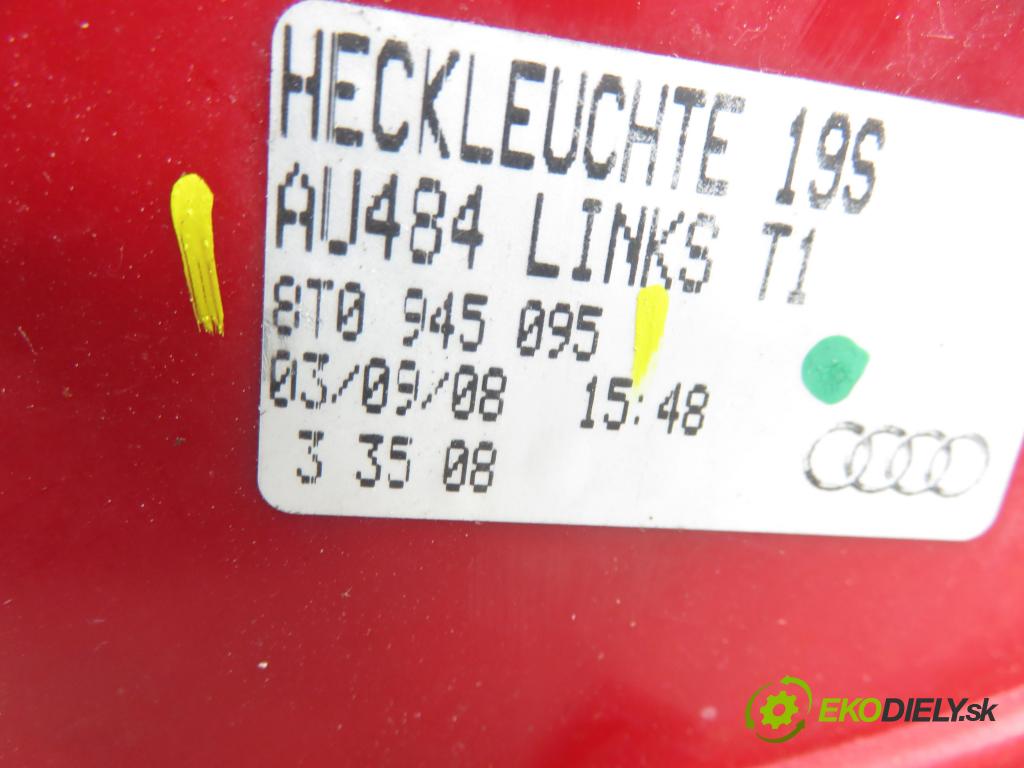 HECKLEUCHTE 19S
AU484 LINKS T1
8T0 945 095
03/09/08 15:48
3 35 08
EKODIELY.sk